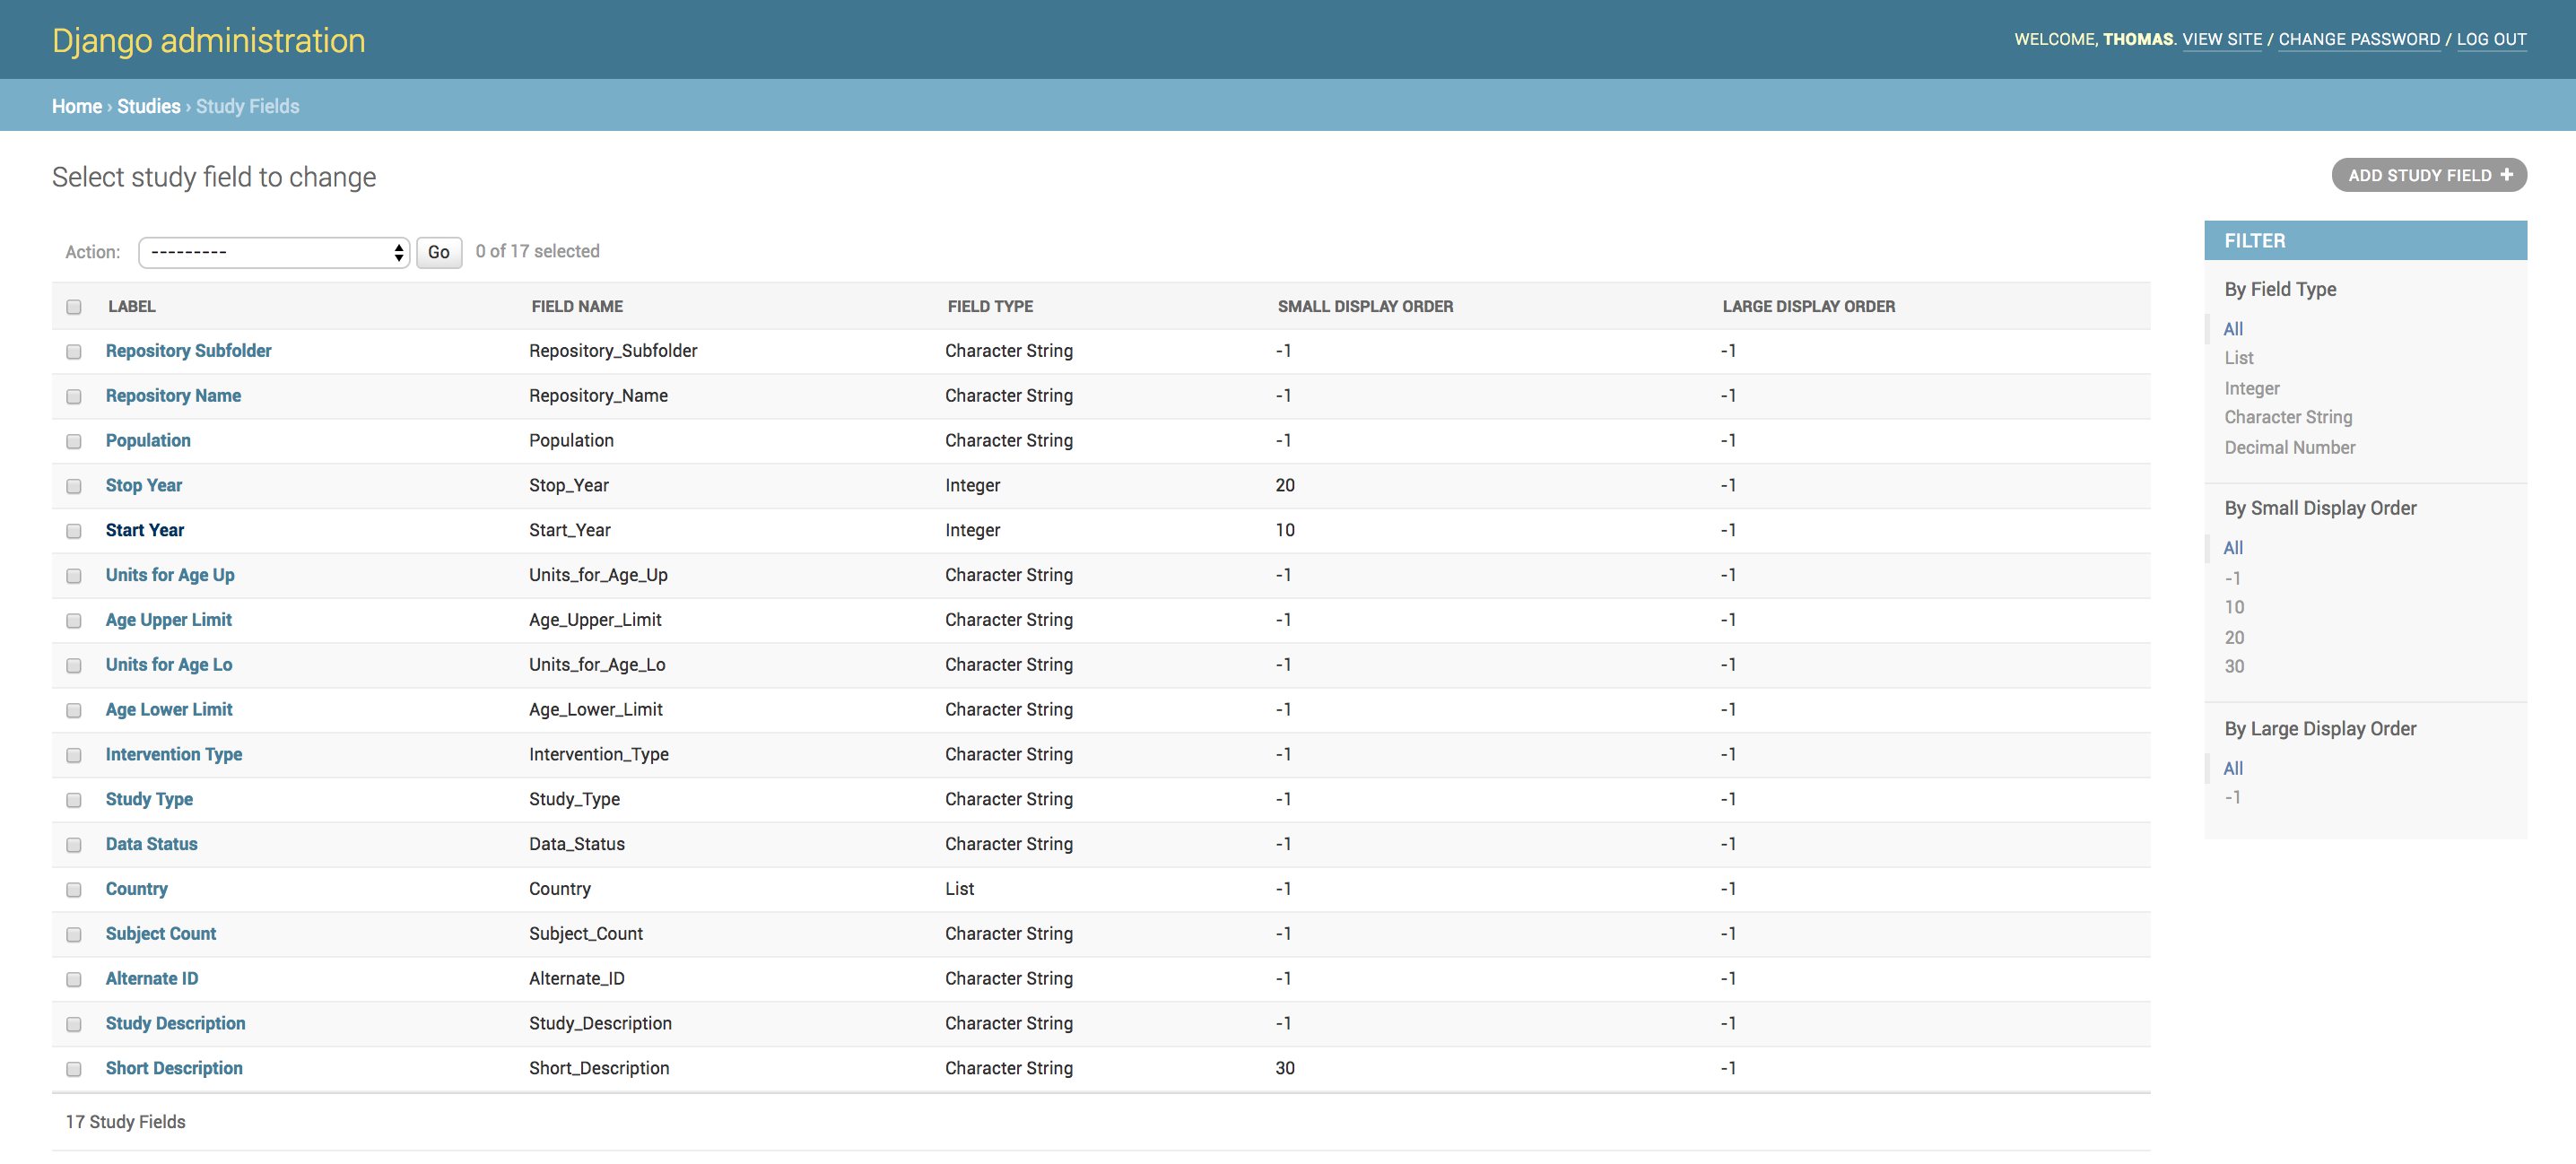 Django administration
WELCOME, THOMAS. VIEW SITE / CHANGE PASSWORD / LOG OUT
Home › Studies › Study Fields
Select study field to change
ADD STUDY FIELD +
Action: --------- Go 0 of 17 selected
LABEL FIELD NAME FIELD TYPE SMALL DISPLAY ORDER LARGE DISPLAY ORDER
Repository Subfolder Repository_Subfolder Character String -1 -1
Repository Name Repository_Name Character String -1 -1
Population Population Character String -1 -1
Stop Year Stop_Year Integer 20 -1
Start Year Start_Year Integer 10 -1
Units for Age Up Units_for_Age_Up Character String -1 -1
Age Upper Limit Age_Upper_Limit Character String -1 -1
Units for Age Lo Units_for_Age_Lo Character String -1 -1
Age Lower Limit Age_Lower_Limit Character String -1 -1
Intervention Type Intervention_Type Character String -1 -1
Study Type Study_Type Character String -1 -1
Data Status Data_Status Character String -1 -1
Country Country List -1 -1
Subject Count Subject_Count Character String -1 -1
Alternate ID Alternate_ID Character String -1 -1
Study Description Study_Description Character String -1 -1
Short Description Short_Description Character String 30 -1
17 Study Fields
FILTER
By Field Type
All
List
Integer
Character String
Decimal Number
By Small Display Order
All
-1
10
20
30
By Large Display Order
All
-1